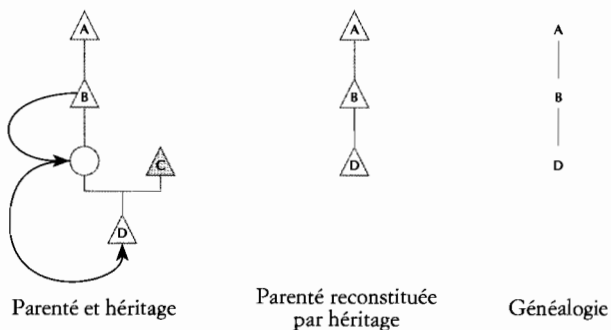 A
A
A
B
B
B
C
D
D
D
Parenté et héritage
Parenté reconstituée
par héritage
Généalogie